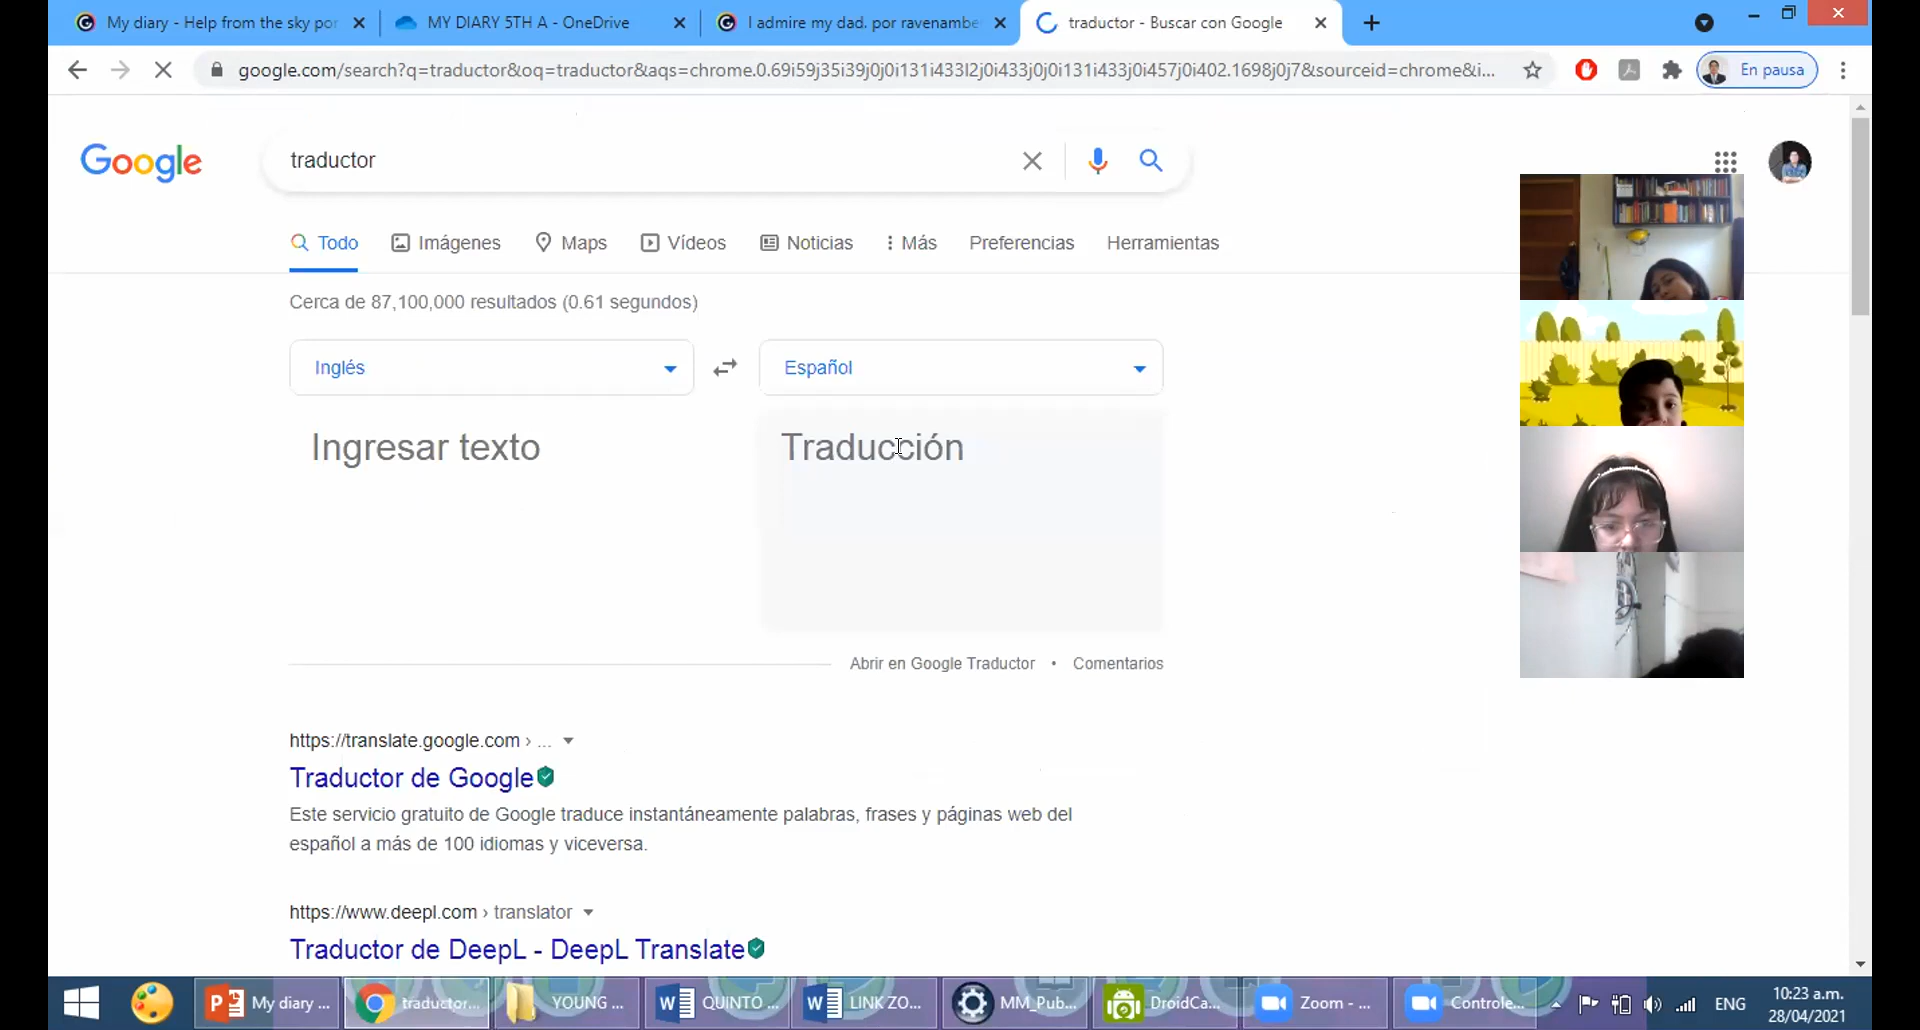 My diary - Help from the sky por
MY DIARY 5TH A - OneDrive
I admire my dad. por ravenambe
traductor - Buscar con Google
google.com/search?q=traductor&oq=traductor&aqs=chrome.0.69i59j35i39j0j0i131i433l2j0i433j0j0i131i433j0i457j0i402.1698j0j7&sourceid=chrome&i...
En pausa
Google
traductor
Todo
Imágenes
Maps
Vídeos
Noticias
Más
Preferencias
Herramientas
Cerca de 87,100,000 resultados (0.61 segundos)
Inglés
Español
Ingresar texto
Traducción
Abrir en Google Traductor • Comentarios
https://translate.google.com › ...
Traductor de Google
Este servicio gratuito de Google traduce instantáneamente palabras, frases y páginas web del
español a más de 100 idiomas y viceversa.
https://www.deepl.com › translator
Traductor de DeepL - DeepL Translate
My diary ...
traductor...
YOUNG ...
QUINTO ...
LINK ZO...
MM_Pub...
DroidCa...
Zoom - ...
Controle...
ENG
10:23 a.m.
28/04/2021